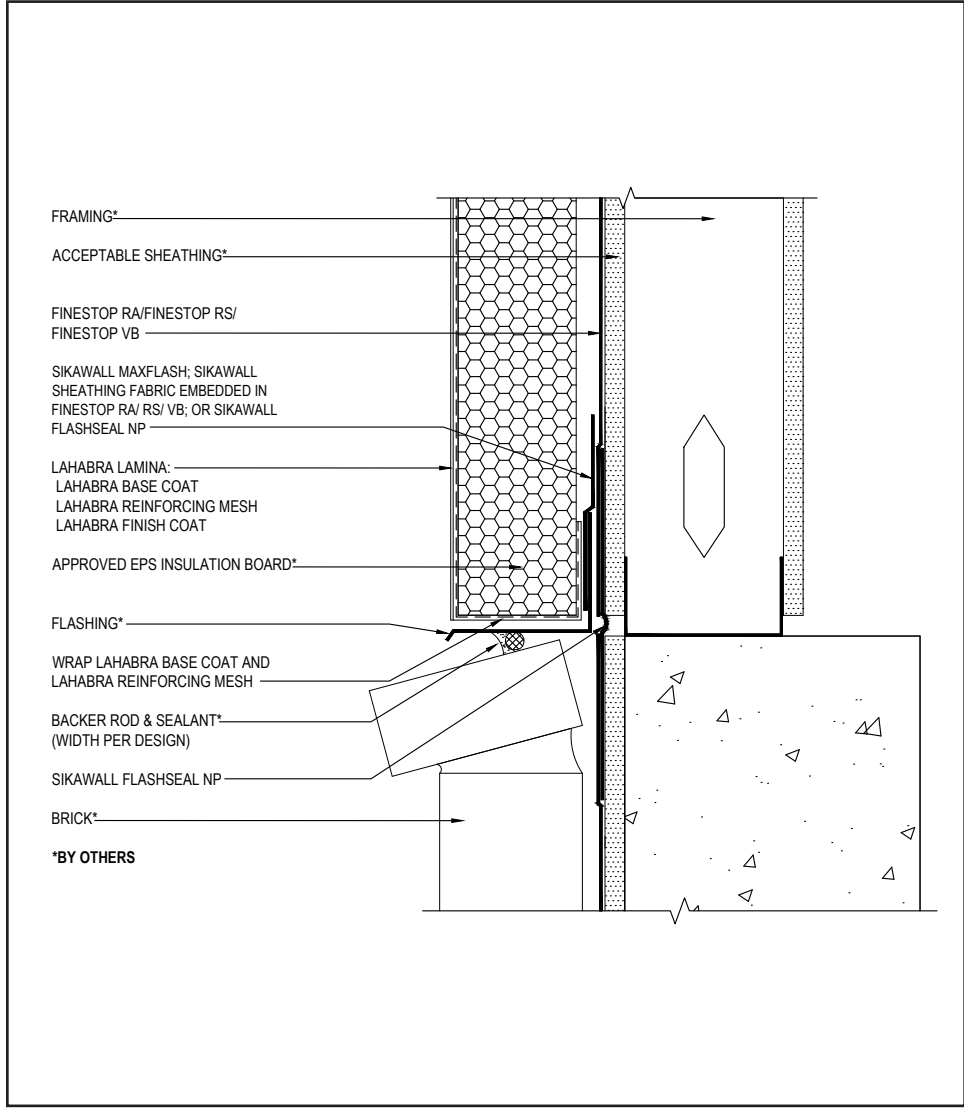 FRAMING*
ACCEPTABLE SHEATHING*
FINESTOP RA/FINESTOP RS/
FINESTOP VB
SIKAWALL MAXFLASH; SIKAWALL
SHEATHING FABRIC EMBEDDED IN
FINESTOP RA/ RS/ VB; OR SIKAWALL
FLASHSEAL NP
LAHABRA LAMINA:
LAHABRA BASE COAT
LAHABRA REINFORCING MESH
LAHABRA FINISH COAT
APPROVED EPS INSULATION BOARD*
FLASHING*
WRAP LAHABRA BASE COAT AND
LAHABRA REINFORCING MESH
BACKER ROD & SEALANT*
(WIDTH PER DESIGN)
SIKAWALL FLASHSEAL NP
BRICK*
*BY OTHERS